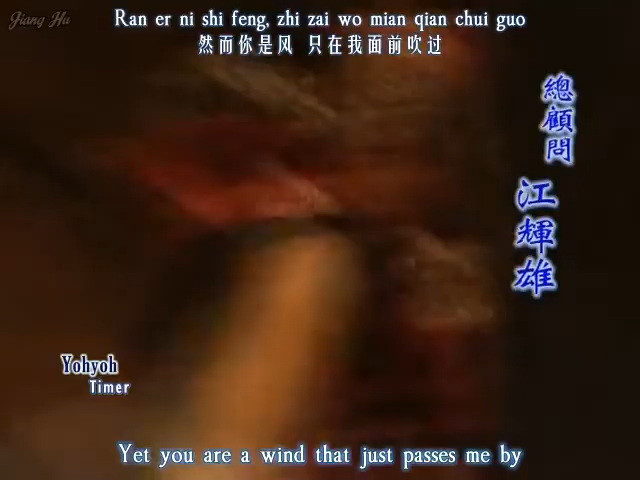 Jiang Hu
Ran er ni shi feng, zhi zai wo mian qian chui guo
然而你是风 只在我面前吹过
總顧問
江輝雄
Yohyoh
Timer
Yet you are a wind that just passes me by